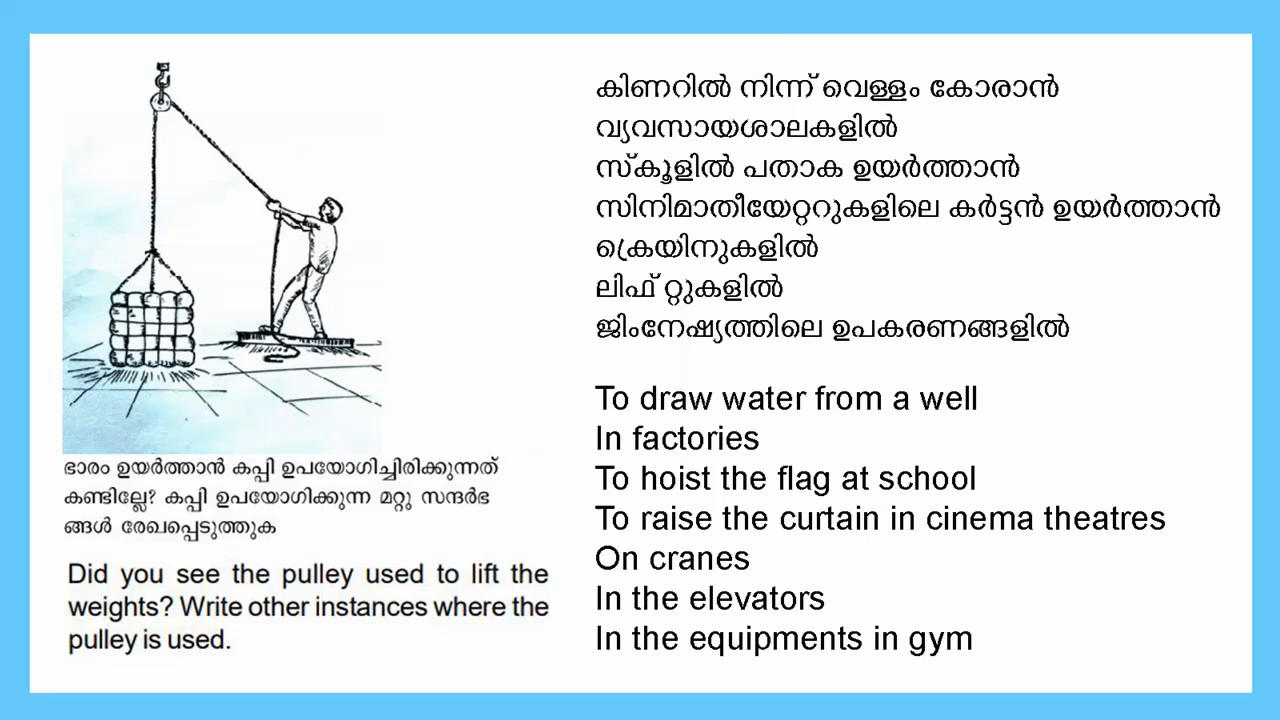 ഭാരം ഉയർത്താൻ കപ്പി ഉപയോഗിച്ചിരിക്കുന്നത്
കണ്ടില്ലേ? കപ്പി ഉപയോഗിക്കുന്ന മറ്റു സന്ദർഭ
ങ്ങൾ രേഖപ്പെടുത്തുക
Did you see the pulley used to lift the
weights? Write other instances where the
pulley is used.
കിണറിൽ നിന്ന് വെള്ളം കോരാൻ
വ്യവസായശാലകളിൽ
സ്കൂളിൽ പതാക ഉയർത്താൻ
സിനിമാതീയേറ്ററുകളിലെ കർട്ടൻ ഉയർത്താൻ
ക്രെയിനുകളിൽ
ലിഫ് റ്റുകളിൽ
ജിംനേഷ്യത്തിലെ ഉപകരണങ്ങളിൽ
To draw water from a well
In factories
To hoist the flag at school
To raise the curtain in cinema theatres
On cranes
In the elevators
In the equipments in gym